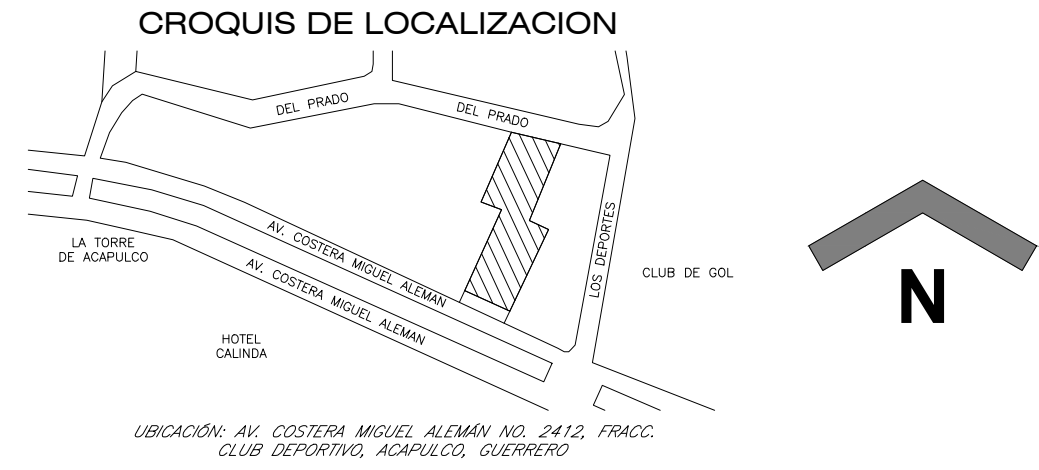 CROQUIS DE LOCALIZACION
DEL PRADO
DEL PRADO
AV. COSTERA MIGUEL ALEMAN
AV. COSTERA MIGUEL ALEMAN
LOS DEPORTES
LA TORRE
DE ACAPULCO
CLUB DE GOL
HOTEL
CALINDA
N
UBICACIÓN: AV. COSTERA MIGUEL ALEMÁN NO. 2412, FRACC.
CLUB DEPORTIVO, ACAPULCO, GUERRERO